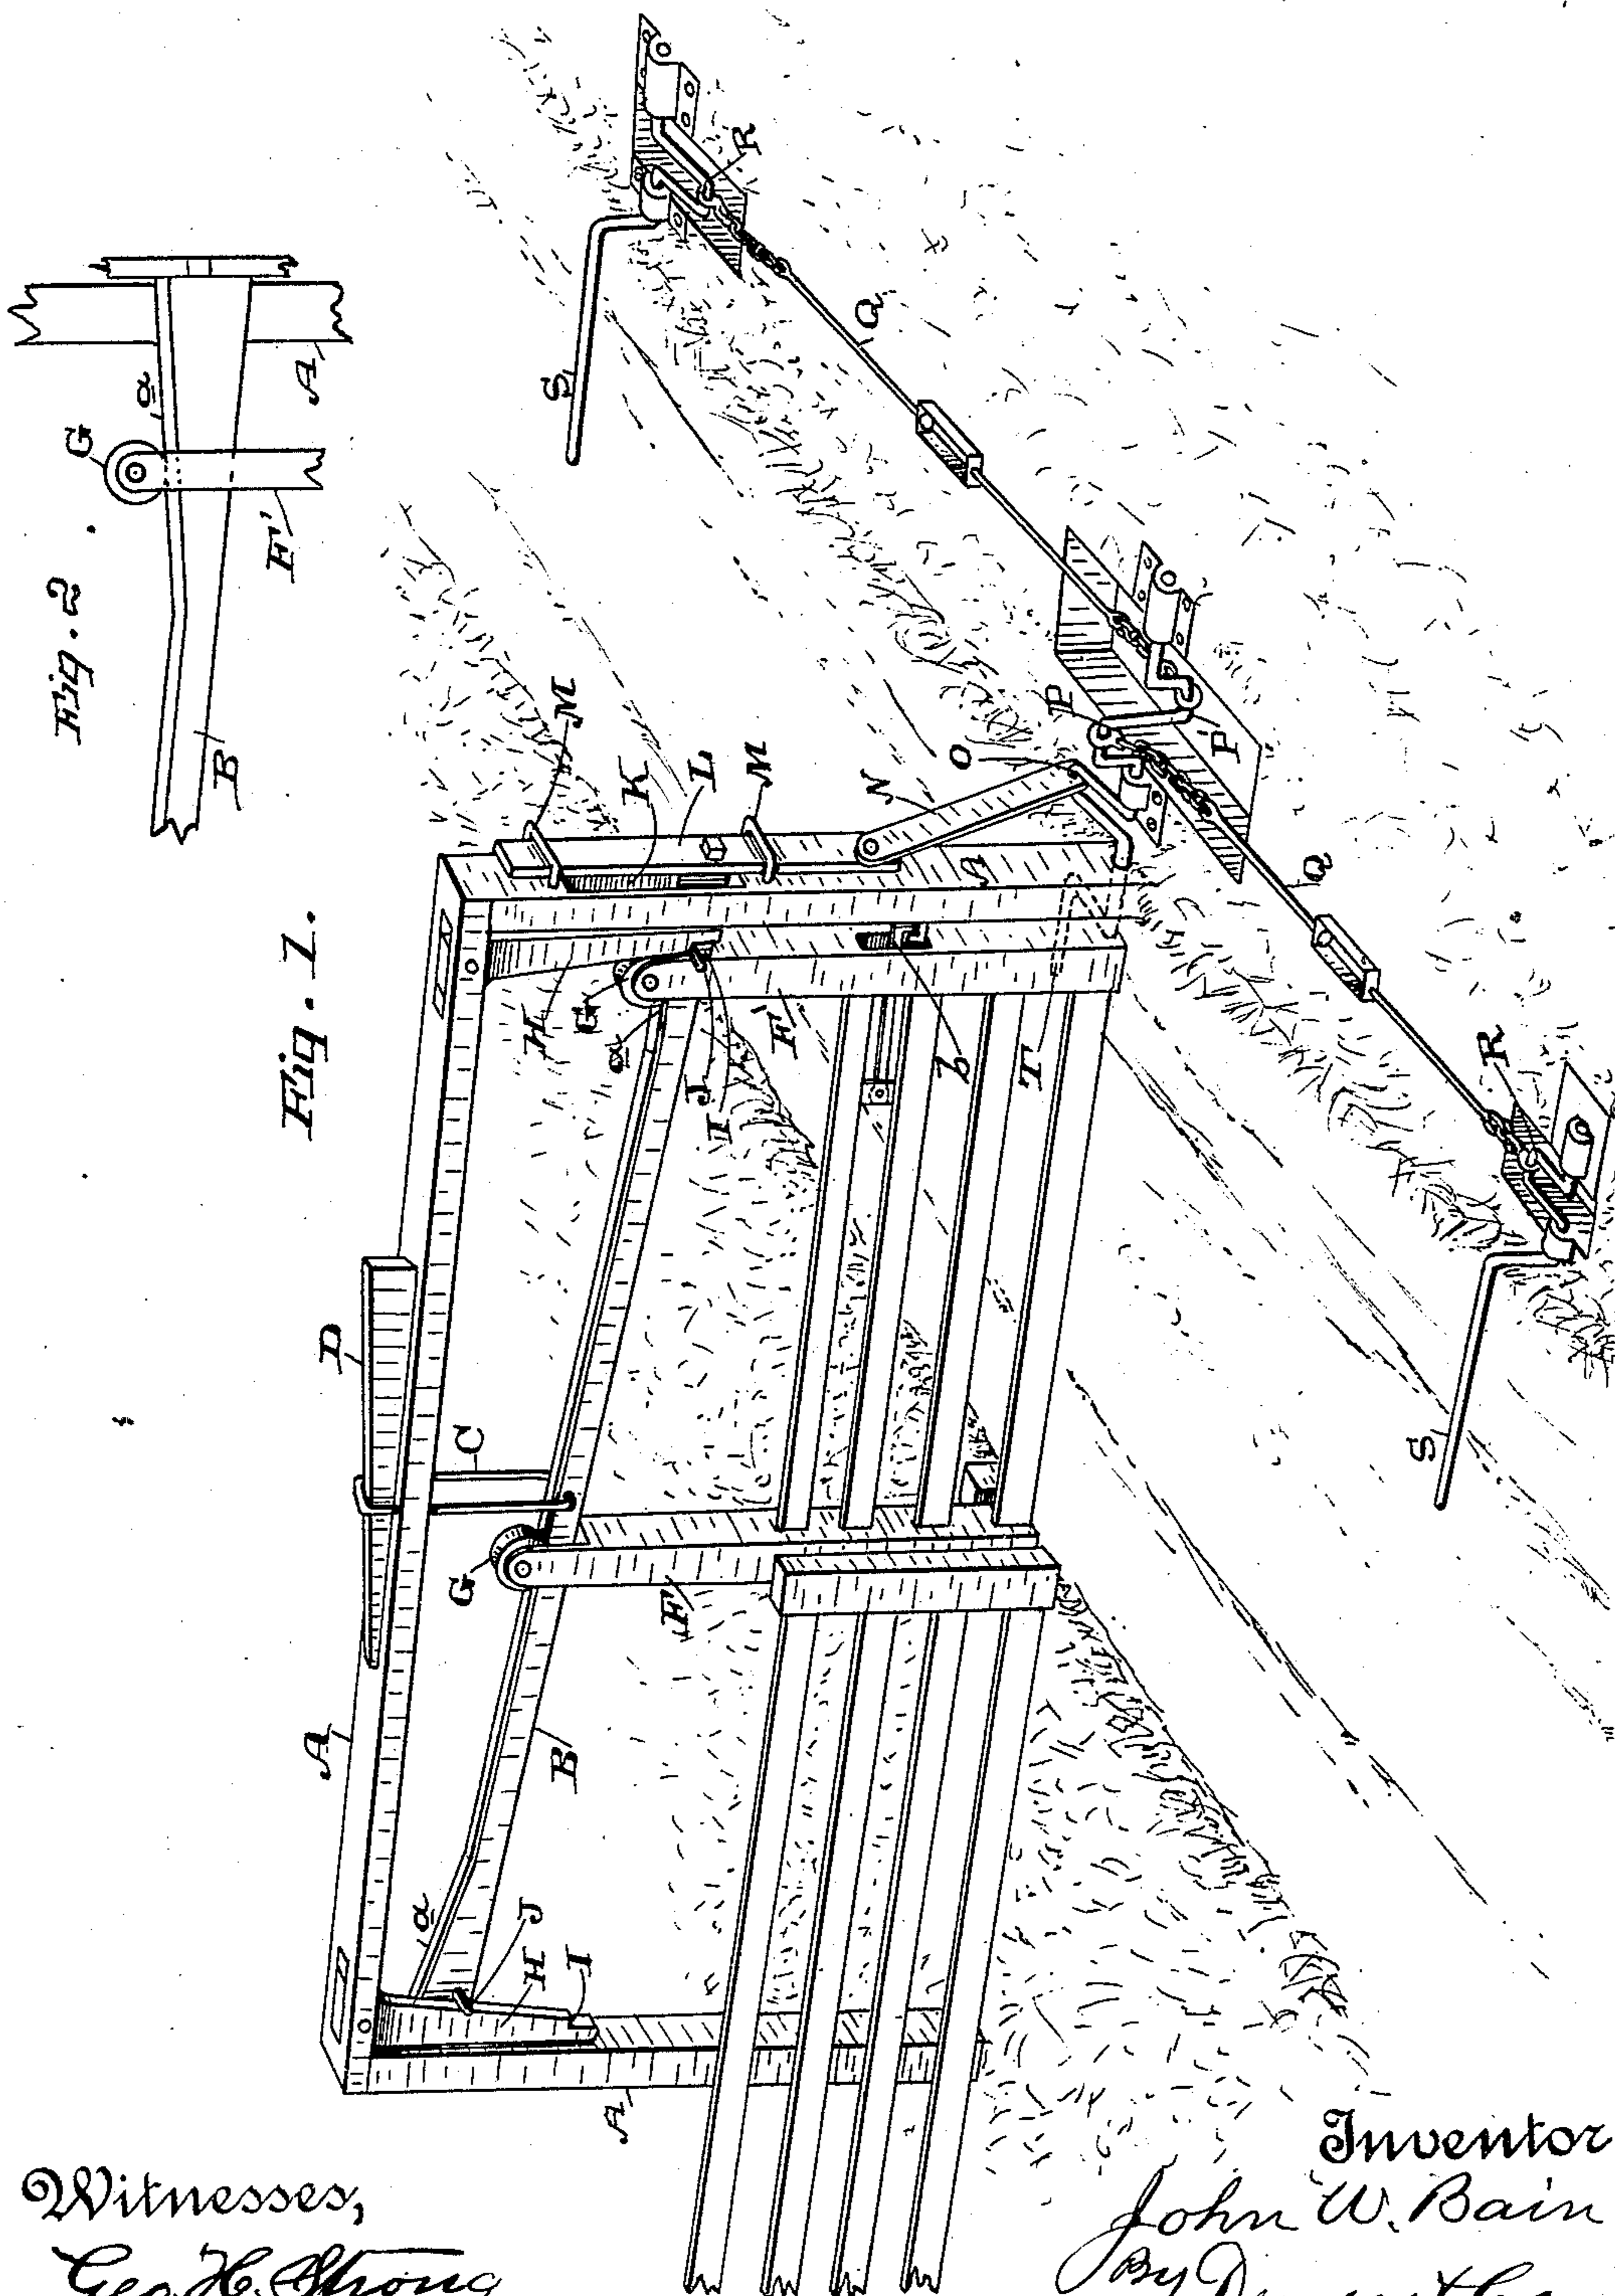 Fig. 2
G
a
F'
A
B
Fig. 1.
R
S
Q
M
K
L
M
N
O
P
P'
Q
R
S
H
G'
a
J
I
F'
b
T
A
D
C
G
F
A
B
a
J
H
I
A
Witnesses,
Geo. H. Strong
Inventor
John W. Bain
By